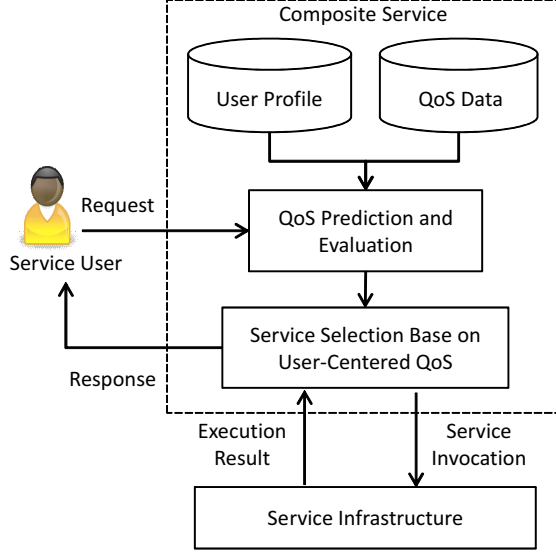 Composite Service
User Profile
QoS Data
Request
QoS Prediction and
Evaluation
Service User
Service Selection Base on
User-Centered QoS
Response
Execution
Result
Service
Invocation
Service Infrastructure